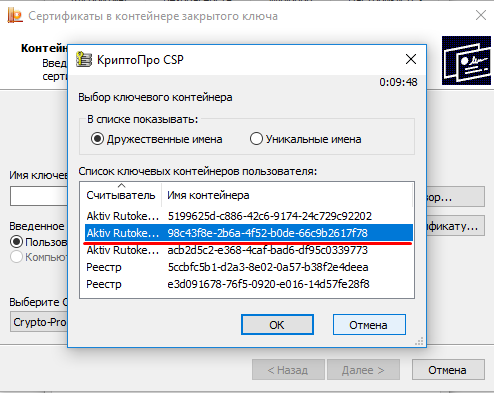 Сертификаты в контейнере закрытого ключа
Контей
Введ
серти
КриптоПро CSP
0:09:48
Выбор ключевого контейнера
В списке показывать:
Дружественные имена
Уникальные имена
Список ключевых контейнеров пользователя:
Считыватель Имя контейнера
Aktiv Rutoke... 5199625d-c886-42c6-9174-24c729c92202
Aktiv Rutoke... 98c43f8e-2b6a-4f52-b0de-66c9b2617f78
Aktiv Rutoke... acb2d5c2-e368-4caf-bad6-df95c0339773
Реестр 5ccbfc5b1-d2a3-8e02-0a57-b38f2e4deea
Реестр e3d091678-76f5-0920-e016-14d57fe28f8
ОК
Отмена
Имя ключев
зор...
Введенное
фикату...
Пользов
Компьют
Выберите C
Crypto-Pro
< Назад
Далее >
Отмена